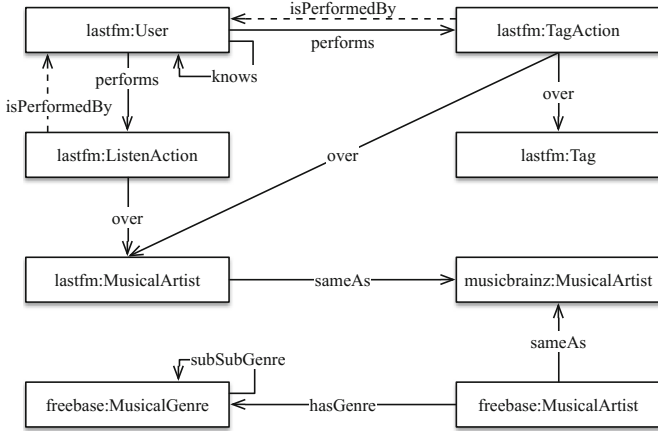 isPerformedBy
lastfm:User
lastfm:TagAction
performs
knows
performs
isPerformedBy
over
lastfm:ListenAction
over
lastfm:Tag
over
lastfm:MusicalArtist
sameAs
musicbrainz:MusicalArtist
sameAs
subSubGenre
freebase:MusicalGenre
hasGenre
freebase:MusicalArtist